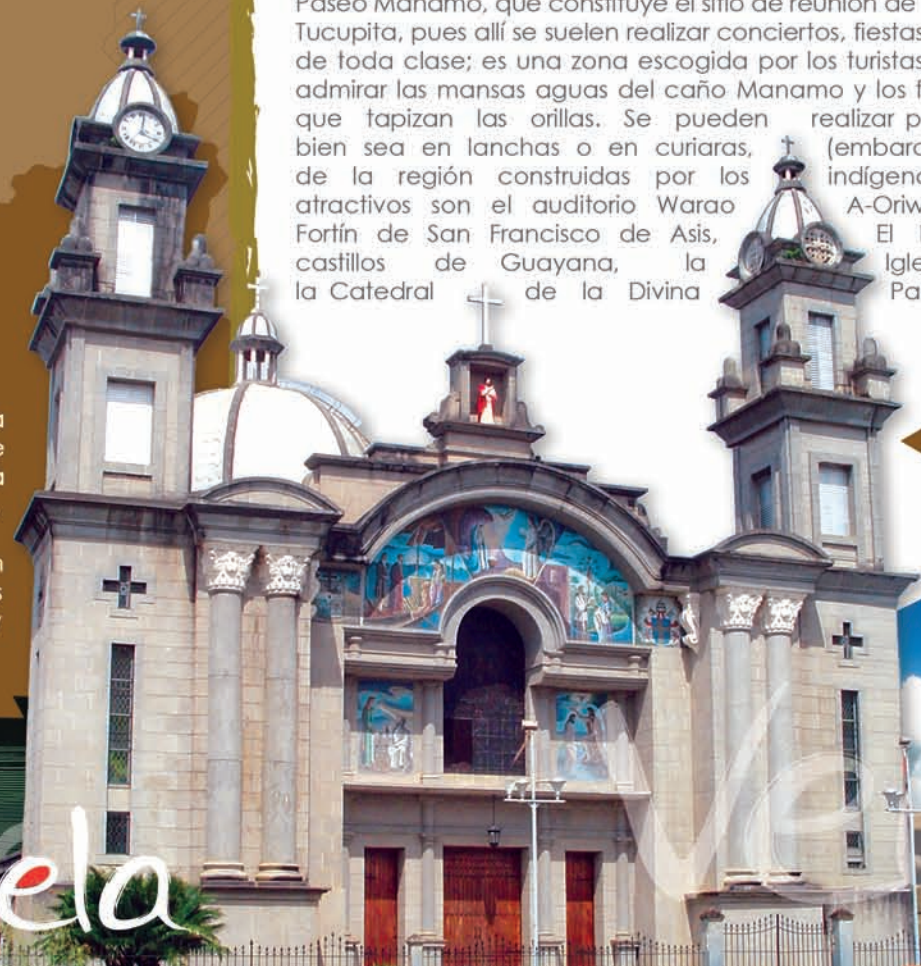 Paseo Manamo, que constituye el sitio de reunión de
Tucupita, pues allí se suelen realizar conciertos, fiestas
de toda clase; es una zona escogida por los turistas
admirar las mansas aguas del caño Manamo y los
que tapizan las orillas. Se pueden realizar
bien sea en lanchas o en curiaras, (embarc
de la región construidas por los indígen
atractivos son el auditorio Warao A-Oriw
Fortín de San Francisco de Asis, El
castillos de Guayana, la Igle
la Catedral de la Divina Pa
ela
Ve